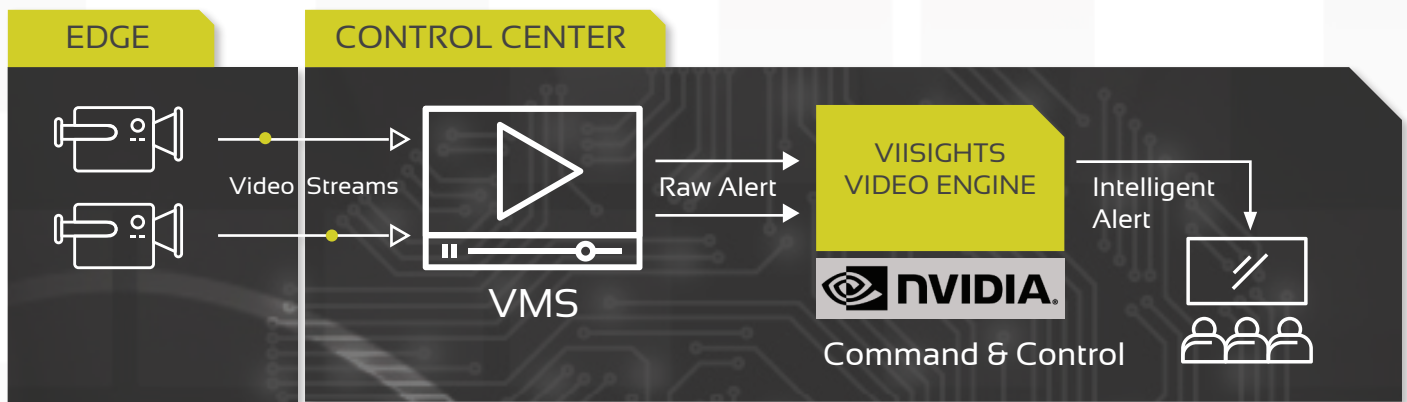 EDGE
CONTROL CENTER
Video Streams
VMS
Raw Alert
VIISIGHTS
VIDEO ENGINE
NVIDIA.
Command & Control
Intelligent
Alert